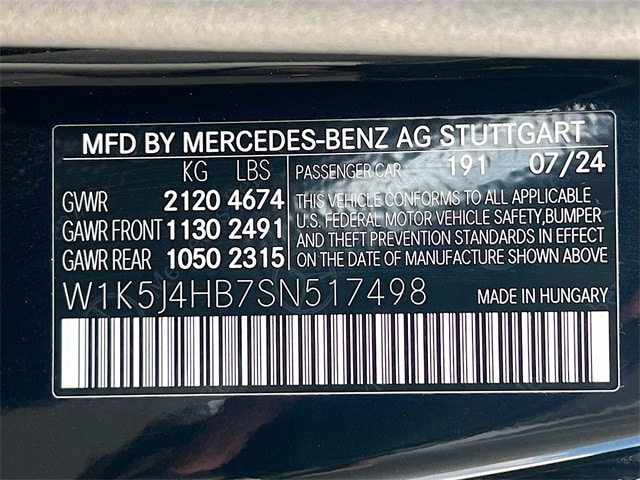 MFD BY MERCEDES-BENZ AG STUTTGART
KG LBS
GVWR 2120 4674
GAWR FRONT 1130 2491
GAWR REAR 1050 2315
PASSENGER CAR 191 07/24
THIS VEHICLE CONFORMS TO ALL APPLICABLE
U.S. FEDERAL MOTOR VEHICLE SAFETY, BUMPER
AND THEFT PREVENTION STANDARDS IN EFFECT
ON THE DATE OF MANUFACTURE SHOWN ABOVE
W1K5J4HB7SN517498
MADE IN HUNGARY